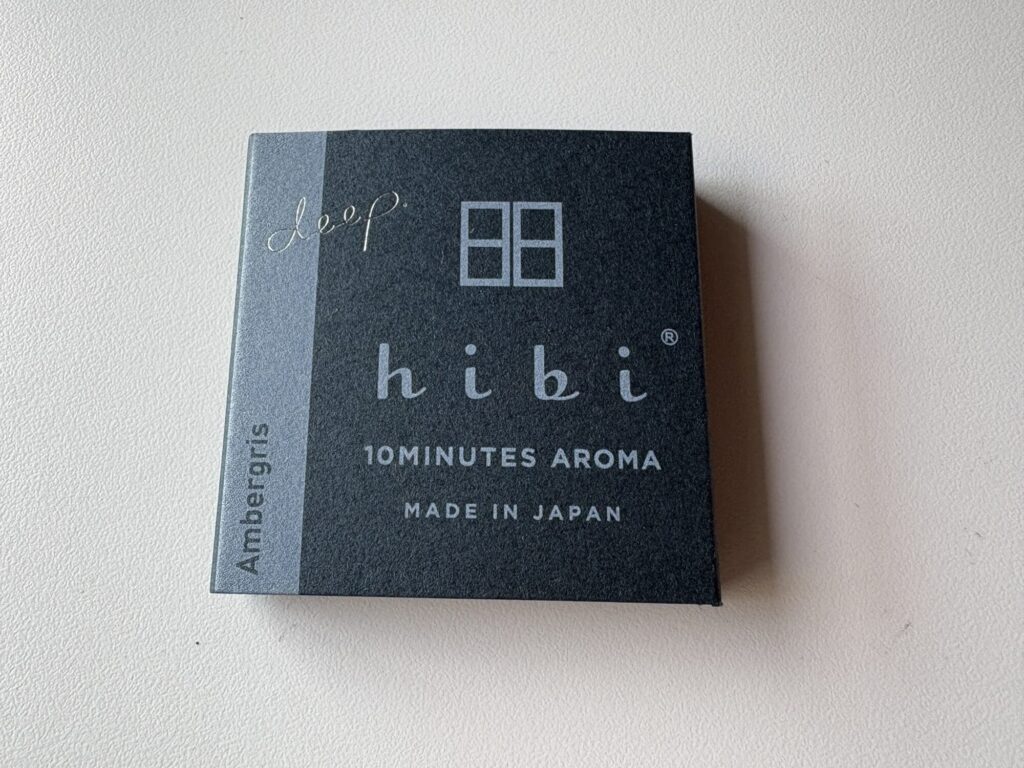 deep.
hibi®
10MINUTES AROMA
MADE IN JAPAN
Ambergris